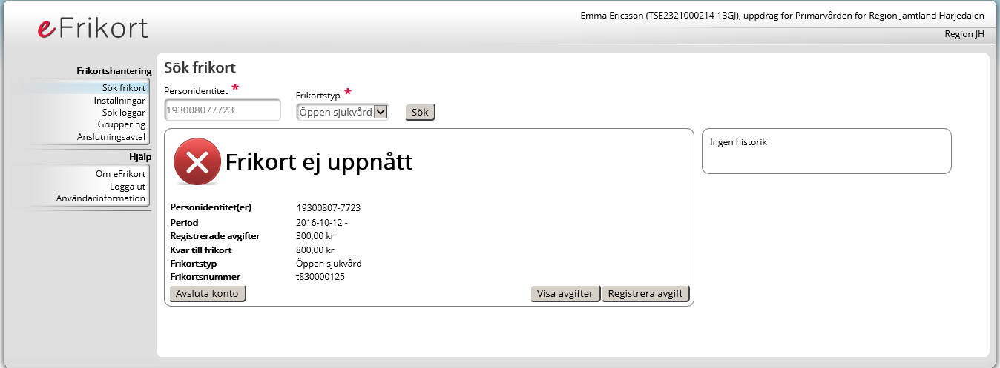 eFrikort
Emma Ericsson (TSE2321000214-13GJ), uppdrag för Primärvården för Region Jämtland Härjedalen
Region JH
Frikortshantering
Sök frikort
Inställningar
Sök loggar
Gruppering
Anslutningsavtal
Hjälp
Om eFrikort
Logga ut
Användarinformation
Sök frikort
Personidentitet *
Frikortstyp *
193008077723
Öppen sjukvård
Sök
Frikort ej uppnått
Personidentitet(er) 19300807-7723
Period 2016-10-12 -
Registrerade avgifter 300,00 kr
Kvar till frikort 800,00 kr
Frikortstyp Öppen sjukvård
Frikortsnummer t830000125
Avsluta konto Visa avgifter Registrera avgift
Ingen historik